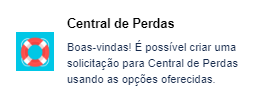 Central de Perdas
Boas-vindas! É possível criar uma
solicitação para Central de Perdas
usando as opções oferecidas.